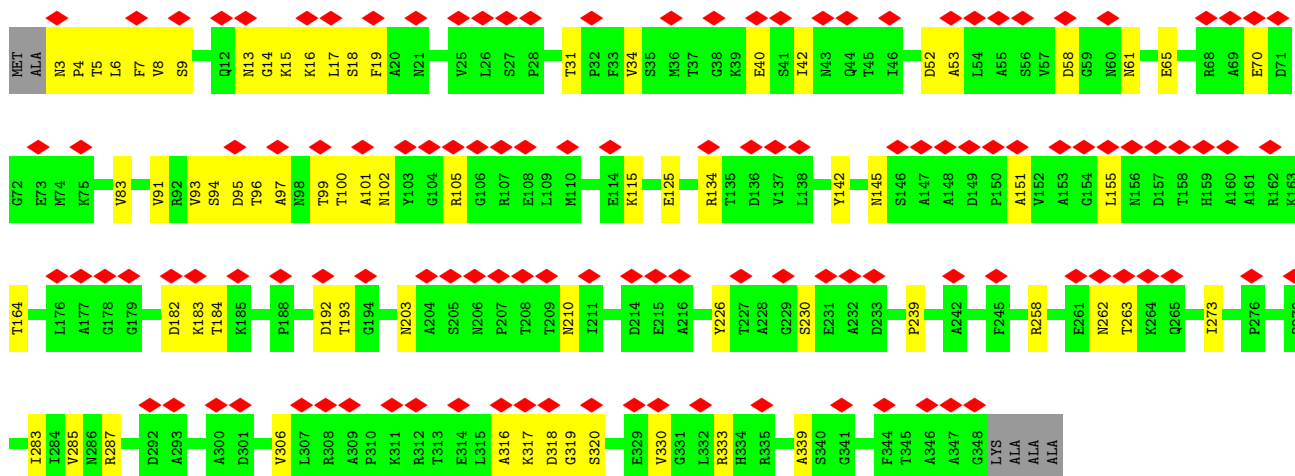 MET ALA N3 P4 T5 L6 F7 V8 S9 Q12 N13 G14 K15 K16 L17 S18 F19 A20 N21 V25 L26 S27 P28 T31 P32 F33 V34 S35 M36 T37 G38 K39 E40 S41 I42 N43 Q44 T45 I46 D52 A53 L54 A55 S56 V57 D58 G59 N60 N61 E65 R68 A69 E70 D71
G72 E73 M74 K75 V83 V91 R92 V93 S94 D95 T96 A97 N98 T99 T100 A101 N102 Y103 G104 R105 G106 R107 E108 L109 M110 E114 K115 E125 R134 T135 D136 V137 L138 Y142 N145 S146 A147 A148 D149 P150 A151 V152 A153 G154 L155 N156 D157 T158 H159 A160 A161 R162 K163
T164 L176 A177 G178 G179 D182 K183 T184 K185 P188 D192 T193 G194 N203 A204 S205 N206 P207 T208 T209 N210 I211 D214 E215 A216 Y226 T227 A228 G229 S230 E231 A232 D233 P239 A242 F245 R258 E261 N262 T263 K264 Q265 I273 P276
I283 I284 V285 N286 R287 D292 A293 A300 D301 V306 L307 R308 A309 P310 K311 R312 T313 E314 L315 A316 K317 D318 G319 S320 E329 V330 G331 L332 R333 H334 R335 A339 S340 G341 F344 T345 A346 A347 G348 LYS ALA ALA ALA